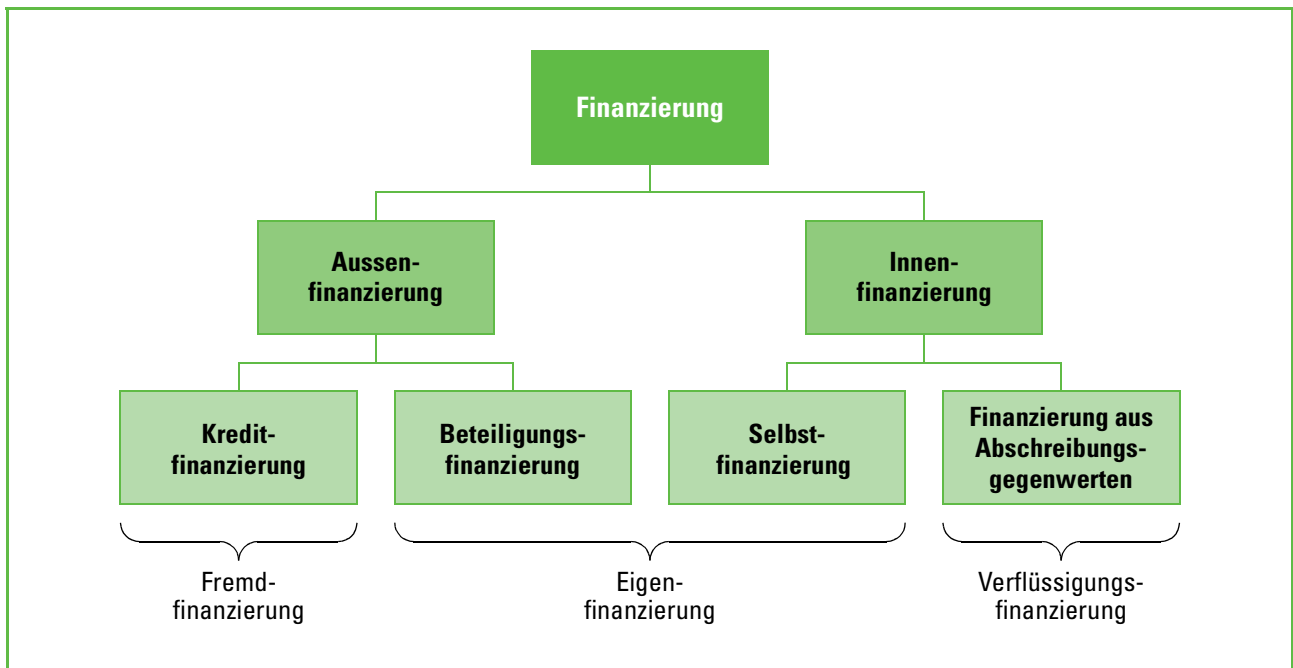 Finanzierung
Aussen-
finanzierung
Innen-
finanzierung
Kredit-
finanzierung
Beteiligungs-
finanzierung
Selbst-
finanzierung
Finanzierung aus
Abschreibungs-
gegenwerten
Fremd-
finanzierung
Eigen-
finanzierung
Verflüssigungs-
finanzierung